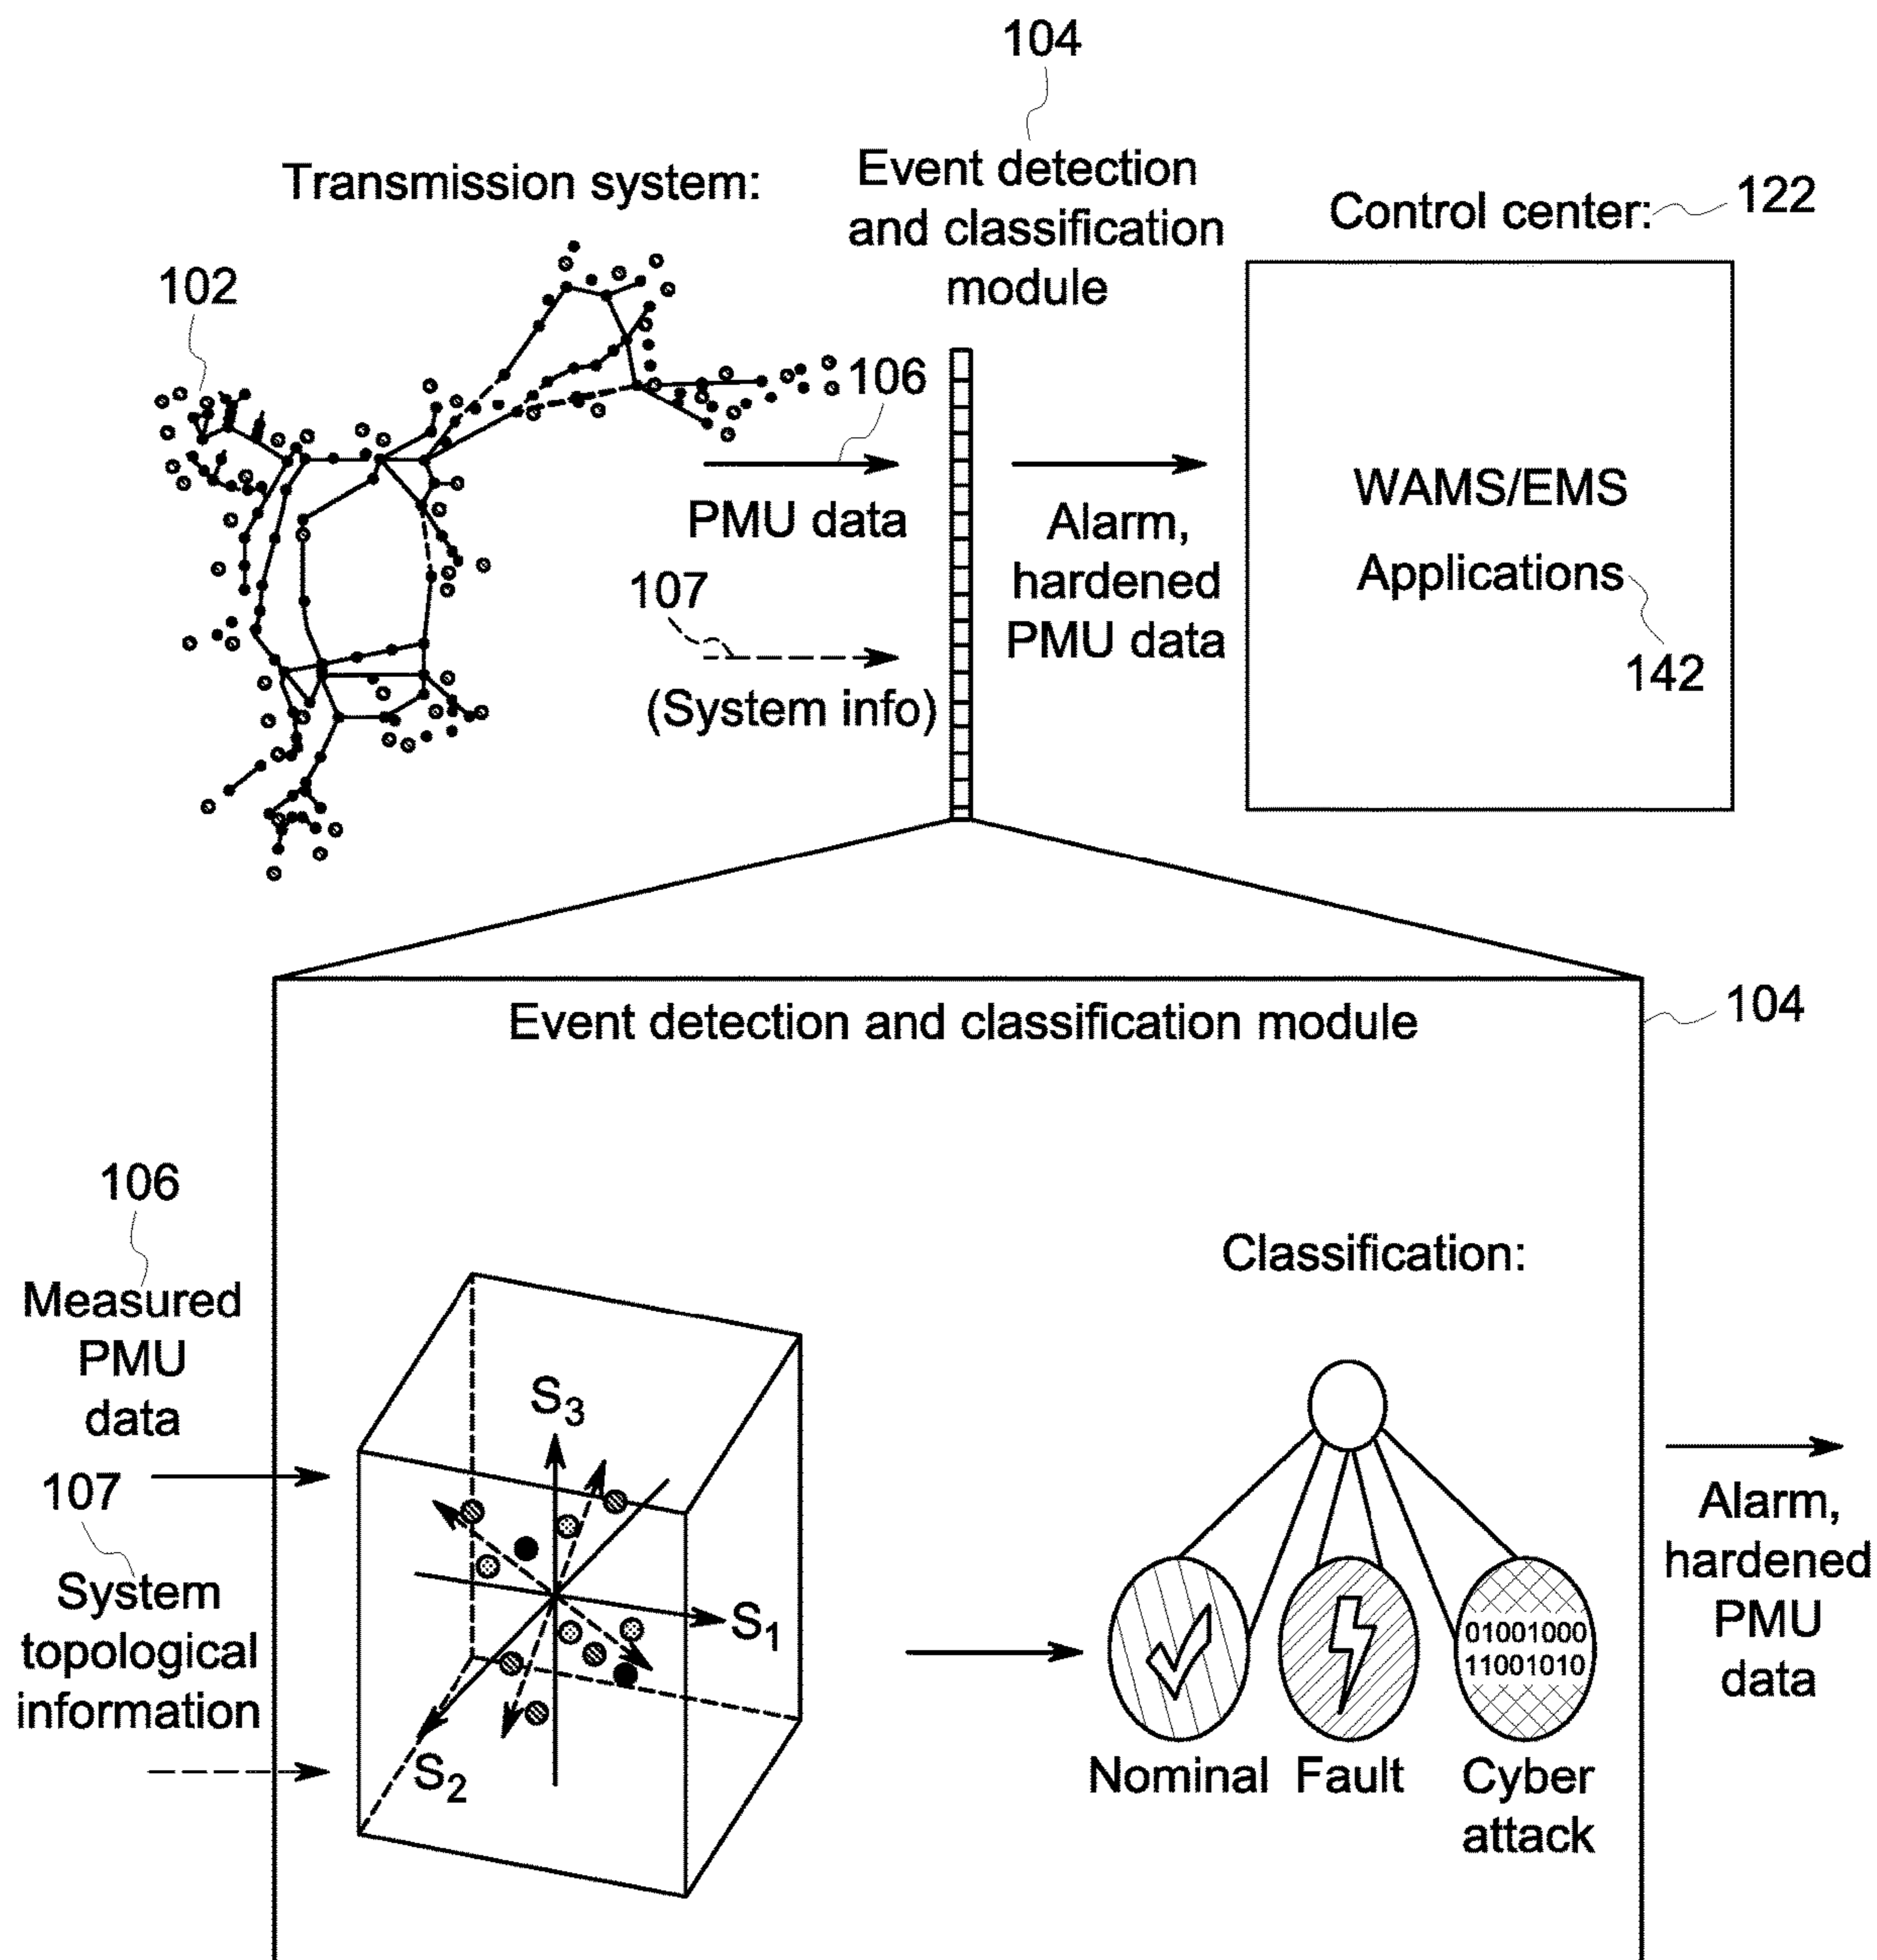 104
Transmission system:
Event detection
and classification
module
Control center:
122
102
106
PMU data
107
(System info)
Alarm,
hardened
PMU data
WAMS/EMS
Applications
142
Event detection and classification module
104
106
Measured
PMU
data
107
System
topological
information
S3
S1
S2
Classification:
01001000
11001010
Nominal
Fault
Cyber
attack
Alarm,
hardened
PMU
data